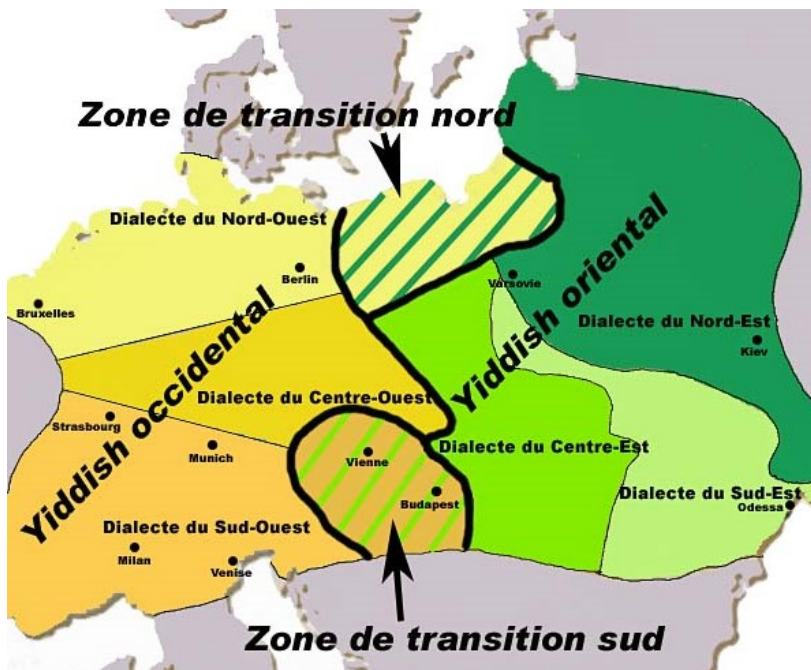 Zone de transition nord
Dialecte du Nord-Ouest
Berlin
Bruxelles
Varsovie
Dialecte du Nord-Est
Kiev
Yiddish occidental
Yiddish oriental
Dialecte du Centre-Ouest
Strasbourg
Munich
Vienne
Dialecte du Centre-Est
Budapest
Dialecte du Sud-Est
Odessa
Dialecte du Sud-Ouest
Milan
Venise
Zone de transition sud